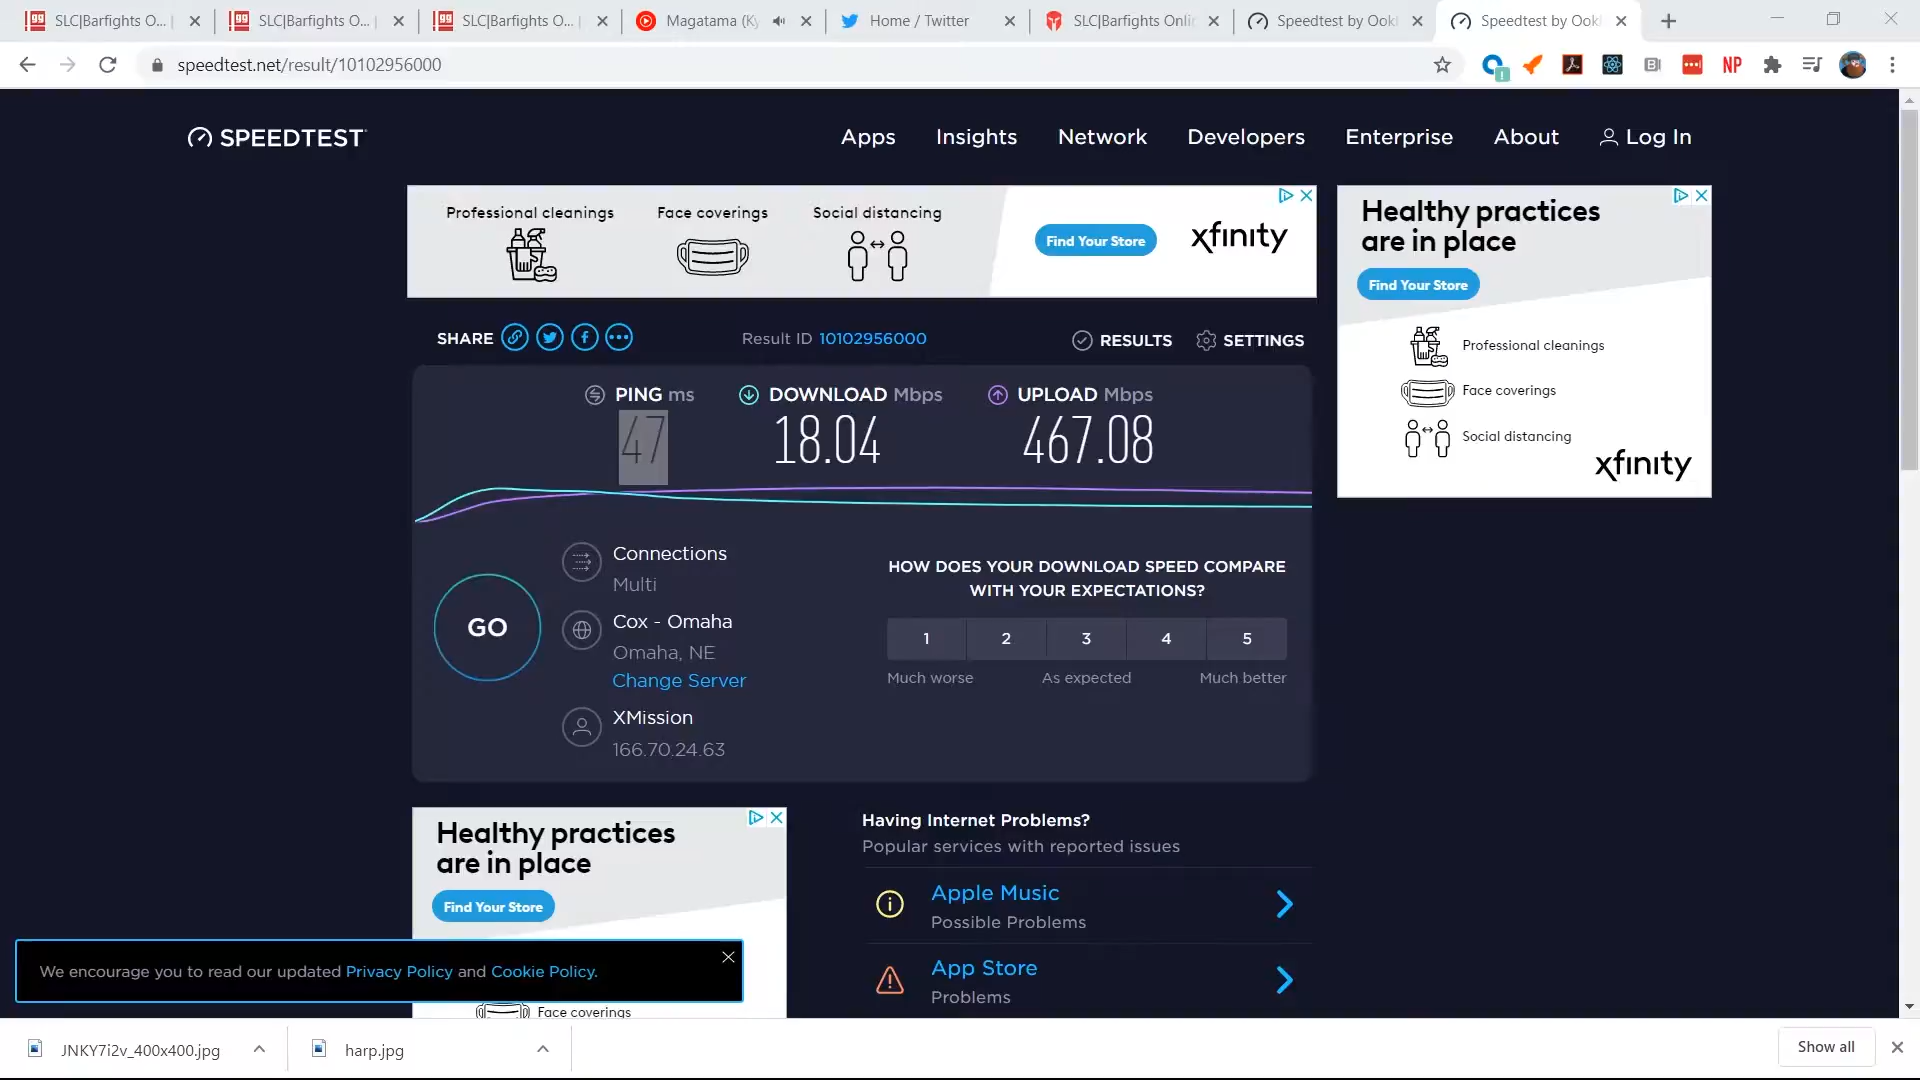 SLC|Barfights O...
SLC|Barfights O...
SLC|Barfights O...
Magatama (Ky
Home / Twitter
SLC|Barfights Onlin
Speedtest by Ookl
Speedtest by Ookl
speedtest.net/result/10102956000
NP
SPEEDTEST
Apps
Insights
Network
Developers
Enterprise
About
Log In
Professional cleanings
Face coverings
Social distancing
Find Your Store
xfinity
Healthy practices
are in place
Find Your Store
Professional cleanings
Face coverings
Social distancing
xfinity
SHARE
Result ID 10102956000
RESULTS
SETTINGS
PING ms
47
DOWNLOAD Mbps
18.04
UPLOAD Mbps
467.08
GO
Connections
Multi
Cox - Omaha
Omaha, NE
Change Server
XMission
166.70.24.63
HOW DOES YOUR DOWNLOAD SPEED COMPARE
WITH YOUR EXPECTATIONS?
1 2 3 4 5
Much worse As expected Much better
Healthy practices
are in place
Find Your Store
Face coverings
Having Internet Problems?
Popular services with reported issues
Apple Music
Possible Problems
App Store
Problems
We encourage you to read our updated Privacy Policy and Cookie Policy.
JNKY7i2v_400x400.jpg
harp.jpg
Show all